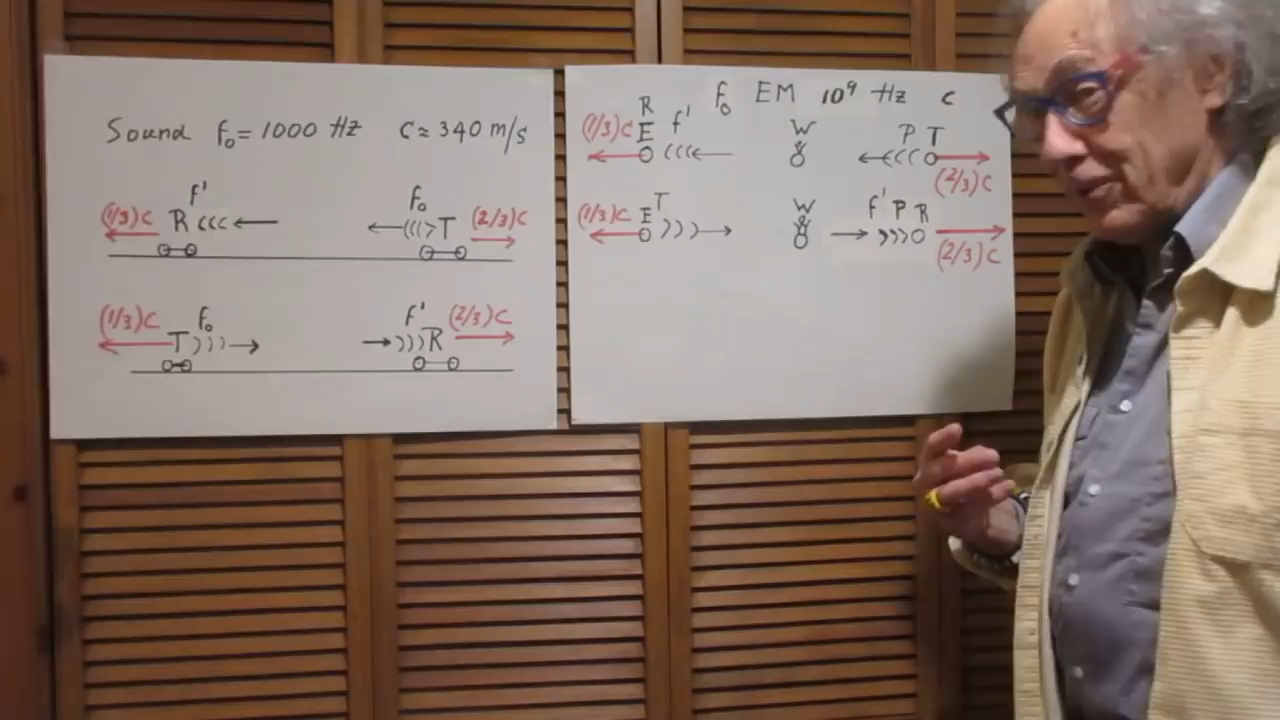 Sound f₀ = 1000 Hz C ≈ 340 m/s
f' f₀
(1/3)C R T (2/3)C
(1/3)C f₀ f' (2/3)C
T R
f₀ EM 10⁹ Hz C
R
(1/3)C E f' W P T
(2/3)C
(1/3)C E T W f' P R
(2/3)C